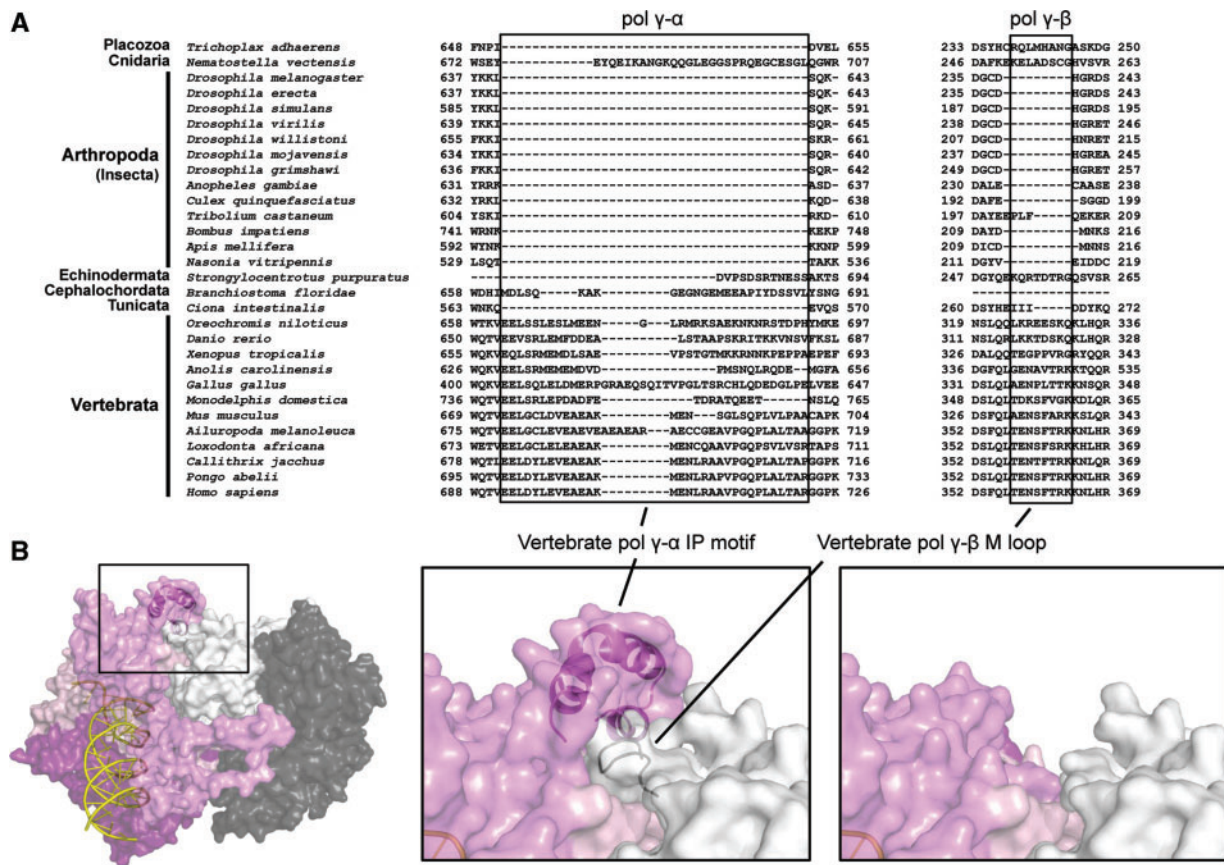 A
pol γ-α pol γ-β
Placozoa Trichoplax adhaerens 648 FNPI------------------------------------------DVEL 655 233 DSYHCRQLMHANGASKDG 250
Cnidaria Nematostella vectensis 672 WSEY------------EYQEIKANGKQQGLEGGSPRQEGCESGLQGWR 707 246 DAFKEKELADSCGHVSVR 263
Drosophila melanogaster 637 YKKI------------------------------------------SQK- 643 235 DGCD---------HGRDS 243
Drosophila erecta 637 YKKI------------------------------------------SQK- 643 235 DGCD---------HGRDS 243
Drosophila simulans 585 YKKI------------------------------------------SQK- 591 187 DGCD---------HGRDS 195
Drosophila virilis 639 YKKI------------------------------------------SQR- 645 238 DGCD---------HGRET 246
Drosophila willistoni 655 FKKI------------------------------------------SKR- 661 207 DGCD---------HNRET 215
Arthropoda Drosophila mojavensis 634 YKKI------------------------------------------SQR- 640 237 DGCD---------HGREA 245
(Insecta) Drosophila grimshawi 636 FKKI------------------------------------------SQR- 642 249 DGCD---------HGRET 257
Anopheles gambiae 631 YRRK------------------------------------------ASD- 637 230 DALE---------CAASE 238
Culex quinquefasciatus 632 YRKL------------------------------------------KQD- 638 192 DAFE----------SGGD 199
Tribolium castaneum 604 YSKI------------------------------------------RKD- 610 197 DAYEEPLF-----QEKER 209
Bombus impatiens 741 WRNK------------------------------------------KEKP 748 209 DAYD----------MNKS 216
Apis mellifera 592 WYNK------------------------------------------KKNP 599 209 DICD----------MNNS 216
Nasonia vitripennis 529 LSQT------------------------------------------TAKK 536 211 DGYV---------EIDDC 219
Echinodermata Strongylocentrotus purpuratus ---------------------------------DVPSDSRTNESSAKTS 694 247 DGYQEKQRTDTRGQSVSR 265
Cephalochordata Branchiostoma floridae 658 WDHIMDLSQ-----KAK----------GEGNGEMEEAPIYDSSVLYSNG 691 ------------------
Tunicata Ciona intestinalis 563 WNKQ------------------------------------------EVQS 570 260 DSYHEIII-----DDYKQ 272
Oreochromis niloticus 658 WTKVEELSSLESLMEEN------G--LRMRKSAEKNKNRSTDPHYMKE 697 319 NSLQQLKREESKQKLHQR 336
Danio rerio 650 WQTVEEVSRLEMFDDEA---------LSTAAPSKRITKKVNSVFKSL 687 311 NSLQRLKKTDSKQKLHQR 328
Xenopus tropicalis 655 WQKVEQLSRMEMDLSAE------VPSTGTMKKRNNKPEPPAEPEF 693 326 DALQQTEGPPVRGRYQQR 343
Anolis carolinensis 626 WKKVEELSRMEMEMDVD-----------PMSNQLRQDE--MGFA 656 336 DGFQLGENAVTRKKTQQR 535
Gallus gallus 400 WQKVEELSQLELDMERPGRAEQSQITVPGLTSRCHLQDEDGLPELVEE 647 331 DSLQLAENPLTTKKNSQR 348
Vertebrata Monodelphis domestica 736 WQTVEELSRLEPDADFE----------TDRATQEET------NSLQ 765 348 DSLQLTDKSFVGKKDLQR 365
Mus musculus 669 WQTVEELGCLDVEAEAK---------MEN---SGLSQPLVLPAACAPK 704 326 DSFQLAENSFARKKSLQR 343
Ailuropoda melanoleuca 675 WQTVEELGCLEVEAEVEAEAEAR---AECCGEAVPGQPLALTAAGGPK 719 352 DSFQLTESRFSRKKNLHR 369
Loxodonta africana 673 WETVEELGCLELEAEAK---------MENCQAAVPGQPSVLVSRTAPS 711 352 DSFQLTENSFSRKKHLHR 369
Callithrix jacchus 678 WQTLEELDYLEVEAEAK---------MENLRAAVPGQPLALTARGGPK 716 352 DSLQLTENTFTRKKNLQR 369
Pongo abelii 695 WQTVEELDYLEVEAEAK---------MENLRAVPGQPLALTAPGGPK 733 352 DSFQLTENSFTRKKNLHR 369
Homo sapiens 688 WQTVEELDYLEVEAEAK---------MENLRAVPGQPLALTARGGPK 726 352 DSFQLTENSFTRKKNLHR 369
Vertebrate pol γ-α IP motif Vertebrate pol γ-β M loop
B